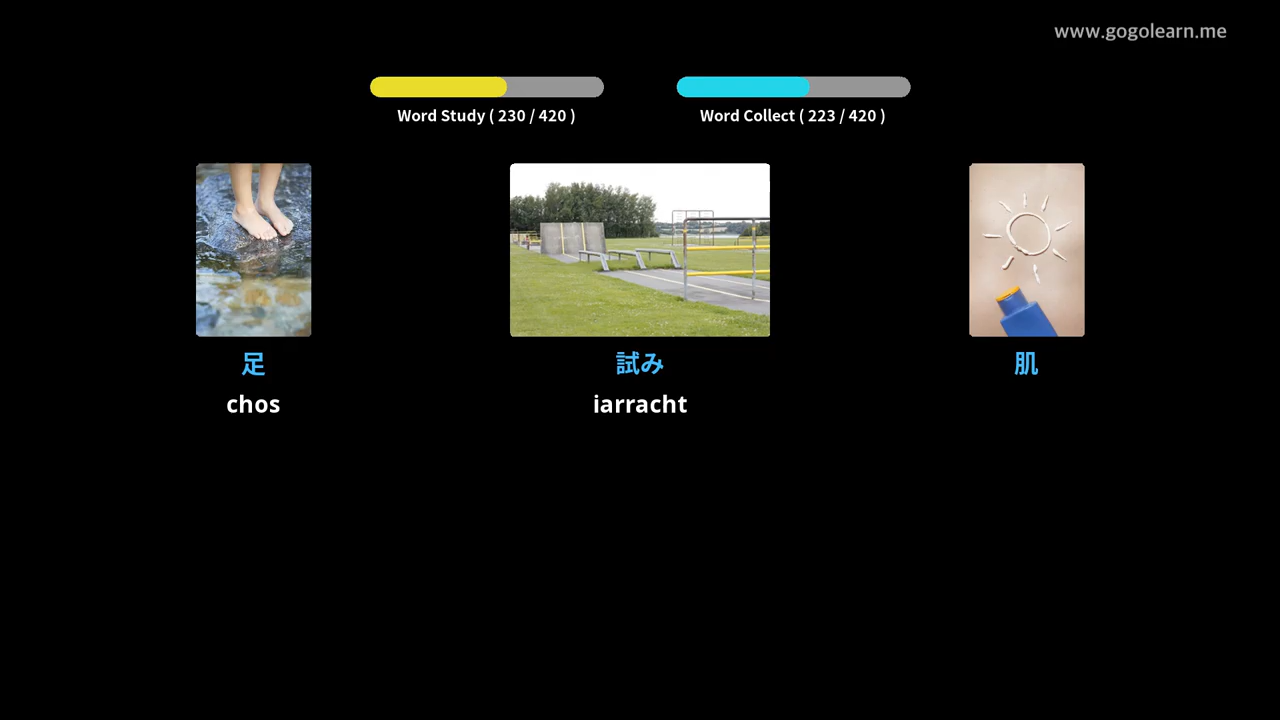 www.gogolearn.me
Word Study ( 230 / 420 )
Word Collect ( 223 / 420 )
足
試み
肌
chos
iarracht